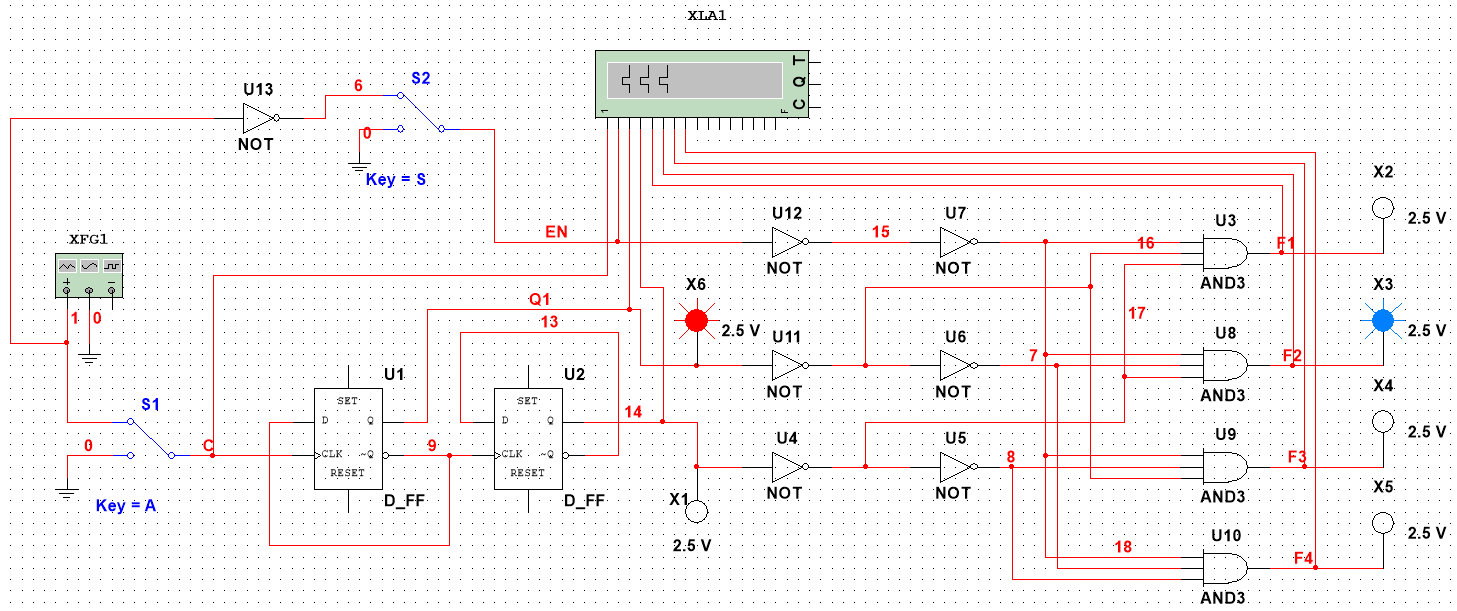 XLA1
S2
6
U13
T
Q
C
1
F
NOT
0
Key = S
X2
U12
U7
U3
2.5 V
EN
15
16
F1
XFG1
NOT
NOT
AND3
X6
X3
Q1
17
+
−
1
0
13
2.5 V
U11
U6
U8
2.5 V
7
F2
U1
U2
NOT
NOT
AND3
X4
S1
SET
SET
14
D
Q
D
Q
U4
U5
U9
2.5 V
0
C
9
8
F3
CLK
~Q
CLK
~Q
RESET
RESET
NOT
NOT
AND3
X5
Key = A
D_FF
D_FF
X1
U10
2.5 V
2.5 V
18
F4
AND3